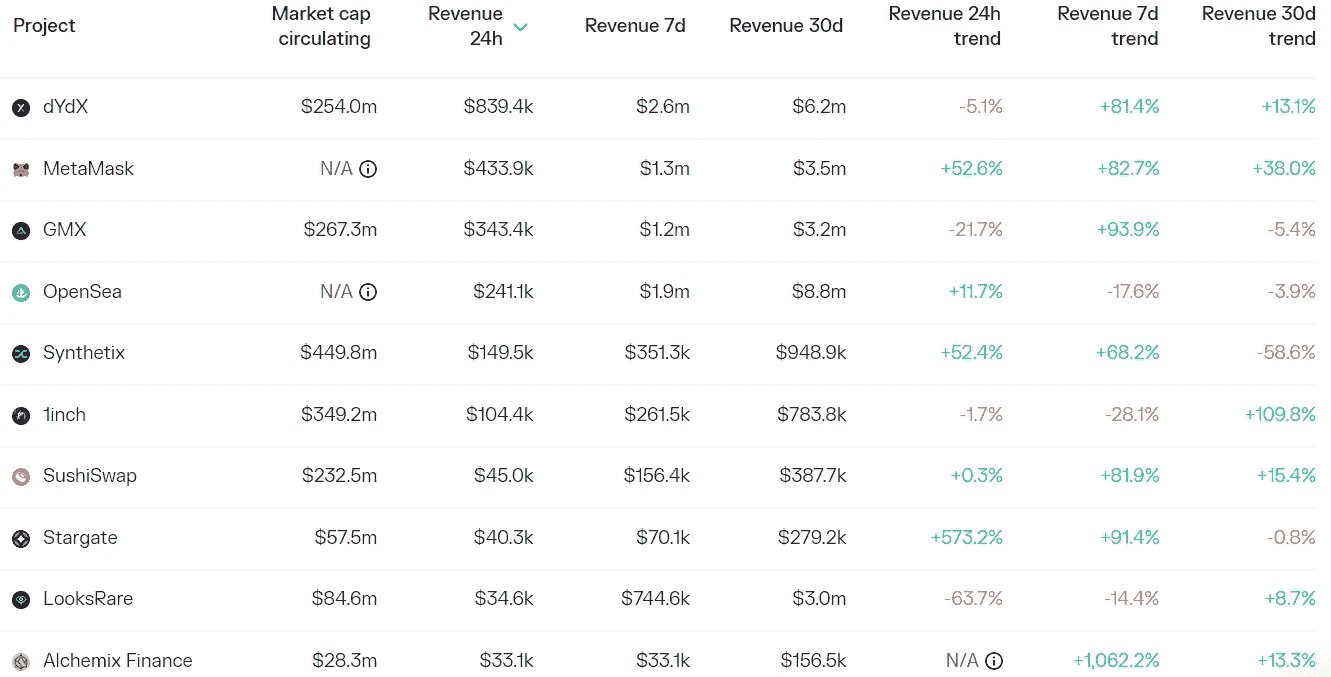 Project Market cap circulating Revenue 24h Revenue 7d Revenue 30d Revenue 24h trend Revenue 7d trend Revenue 30d trend
dYdX $254.0m $839.4k $2.6m $6.2m -5.1% +81.4% +13.1%
MetaMask N/A $433.9k $1.3m $3.5m +52.6% +82.7% +38.0%
GMX $267.3m $343.4k $1.2m $3.2m -21.7% +93.9% -5.4%
OpenSea N/A $241.1k $1.9m $8.8m +11.7% -17.6% -3.9%
Synthetix $449.8m $149.5k $351.3k $948.9k +52.4% +68.2% -58.6%
1inch $349.2m $104.4k $261.5k $783.8k -1.7% -28.1% +109.8%
SushiSwap $232.5m $45.0k $156.4k $387.7k +0.3% +81.9% +15.4%
Stargate $57.5m $40.3k $70.1k $279.2k +573.2% +91.4% -0.8%
LooksRare $84.6m $34.6k $744.6k $3.0m -63.7% -14.4% +8.7%
Alchemix Finance $28.3m $33.1k $33.1k $156.5k N/A +1,062.2% +13.3%